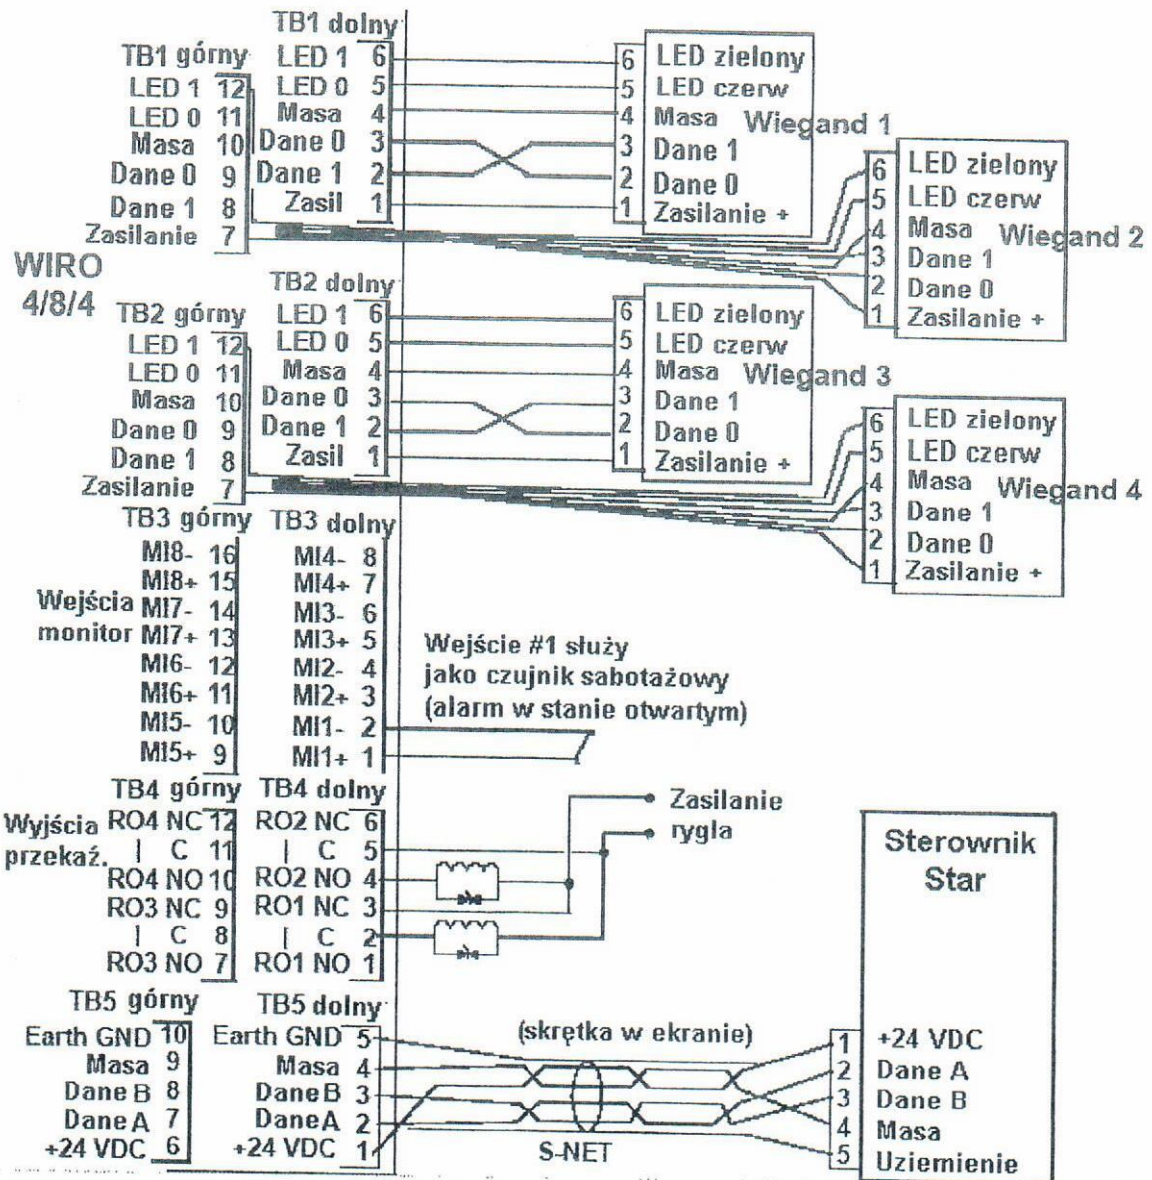 TB1 górny
LED 1 12
LED 0 11
Masa 10
Dane 0 9
Dane 1 8
Zasilanie 7
TB1 dolny
LED 1 6
LED 0 5
Masa 4
Dane 0 3
Dane 1 2
Zasil 1
6 LED zielony
5 LED czerw
4 Masa
3 Dane 1
2 Dane 0
1 Zasilanie +
Wiegand 1
6 LED zielony
5 LED czerw
4 Masa
3 Dane 1
2 Dane 0
1 Zasilanie +
Wiegand 2
WIRO
4/8/4
TB2 górny
LED 1 12
LED 0 11
Masa 10
Dane 0 9
Dane 1 8
Zasilanie 7
TB2 dolny
LED 1 6
LED 0 5
Masa 4
Dane 0 3
Dane 1 2
Zasil 1
6 LED zielony
5 LED czerw
4 Masa
3 Dane 1
2 Dane 0
1 Zasilanie +
Wiegand 3
6 LED zielony
5 LED czerw
4 Masa
3 Dane 1
2 Dane 0
1 Zasilanie +
Wiegand 4
TB3 górny
MI8- 16
MI8+ 15
MI7- 14
MI7+ 13
MI6- 12
MI6+ 11
MI5- 10
MI5+ 9
Wejścia
monitor
TB3 dolny
MI4- 8
MI4+ 7
MI3- 6
MI3+ 5
MI2- 4
MI2+ 3
MI1- 2
MI1+ 1
Wejście #1 służy
jako czujnik sabotażowy
(alarm w stanie otwartym)
TB4 górny
RO4 NC 12
| C 11
RO4 NO 10
RO3 NC 9
| C 8
RO3 NO 7
Wyjścia
przekaź.
TB4 dolny
RO2 NC 6
| C 5
RO2 NO 4
RO1 NC 3
| C 2
RO1 NO 1
Zasilanie
rygla
Sterownik
Star
TB5 górny
Earth GND 10
Masa 9
Dane B 8
Dane A 7
+24 VDC 6
TB5 dolny
Earth GND 5
Masa 4
Dane B 3
Dane A 2
+24 VDC 1
(skrętka w ekranie)
S-NET
1 +24 VDC
2 Dane A
3 Dane B
4 Masa
5 Uziemienie